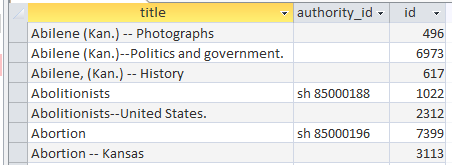 title authority_id id
Abilene (Kan.) -- Photographs 496
Abilene (Kan.)--Politics and government. 6973
Abilene, (Kan.) -- History 617
Abolitionists sh 85000188 1022
Abolitionists--United States. 2312
Abortion sh 85000196 7399
Abortion -- Kansas 3113